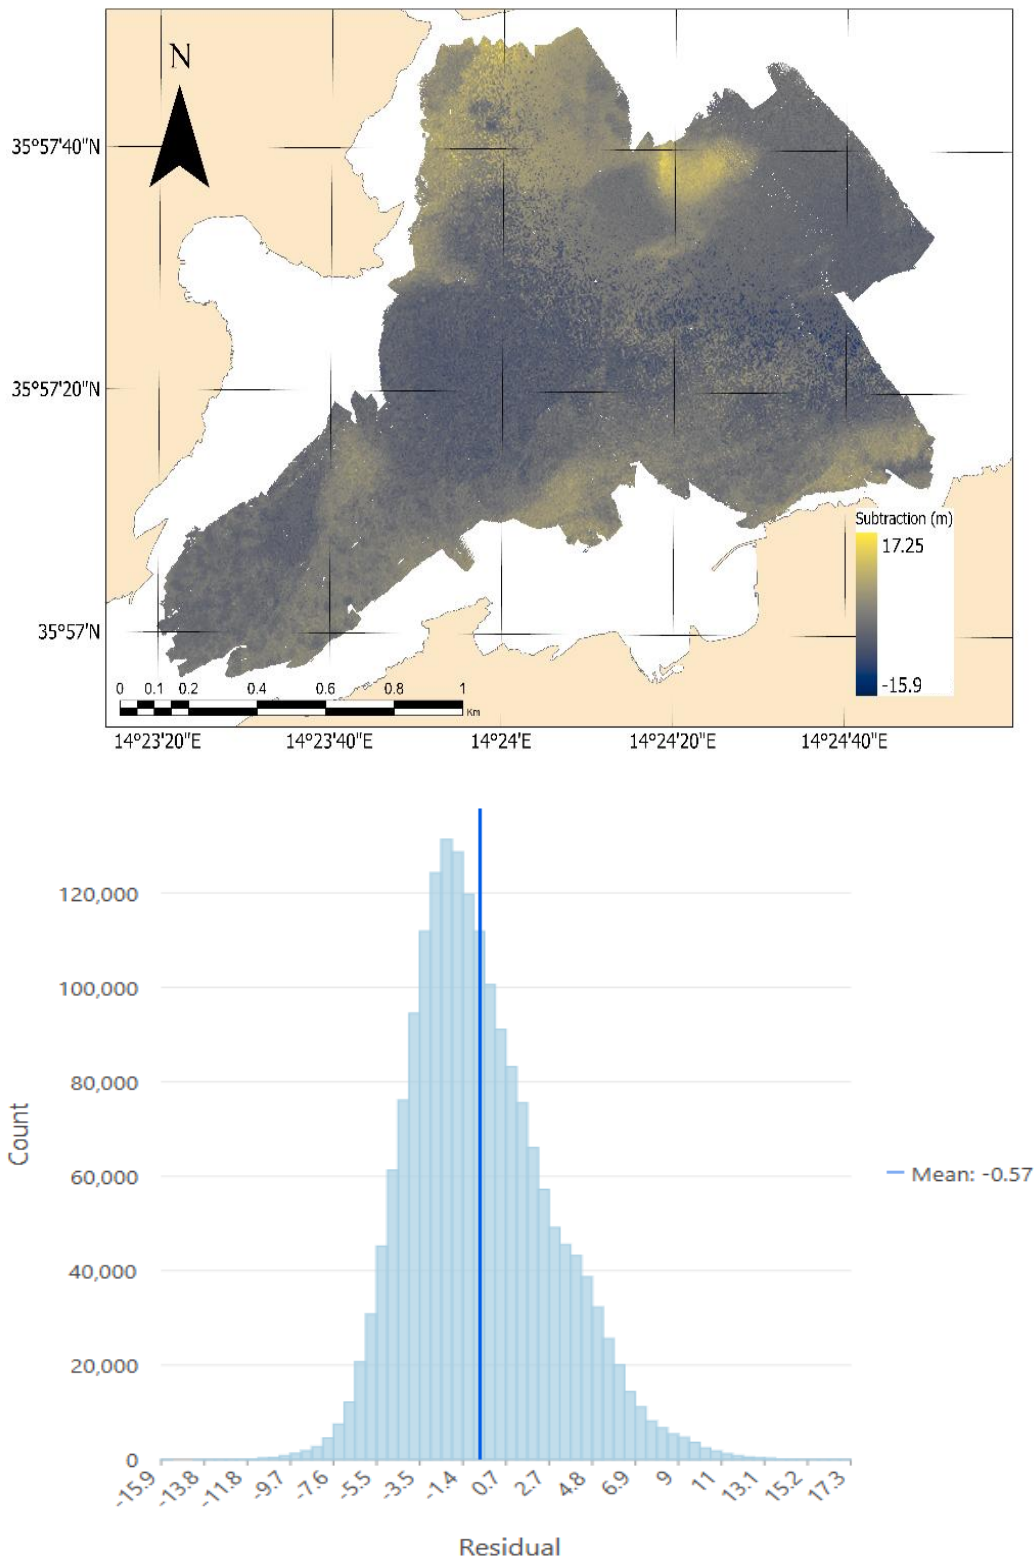 N
35°57'40"N
35°57'20"N
35°57'N
Subtraction (m)
17.25
-15.9
0 0.1 0.2 0.4 0.6 0.8 1
Km
14°23'20"E 14°23'40"E 14°24'E 14°24'20"E 14°24'40"E
120,000
100,000
80,000
60,000
40,000
20,000
0
Count
Mean: -0.57
-15.9 -13.8 -11.8 -9.7 -7.6 -5.5 -3.5 -1.4 0.7 2.7 4.8 6.9 9 11 13.1 15.2 17.3
Residual